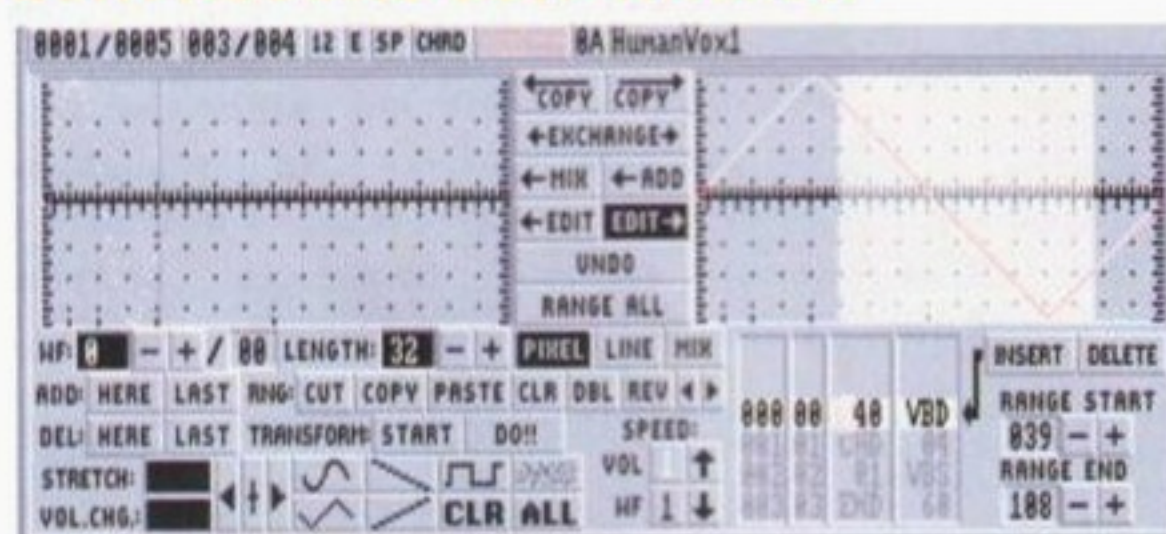 0001/0005 003/004 12 E SP CHRD 0A HumanVox1
←COPY COPY→
←EXCHANGE→
←MIX ←ADD
←EDIT EDIT→
UNDO
RANGE ALL
WF: 0 - + / 00 LENGTH: 32 - + PIXEL LINE MIX
ADD: HERE LAST RNG: CUT COPY PASTE CLR DBL REV
DEL: HERE LAST TRANSFORM: START DO!!
STRETCH:
VOL.CHG.:
CLR ALL
SPEED:
VOL 1
WF 1
000 00 40 VBD
INSERT DELETE
RANGE START
039 - +
RANGE END
108 - +